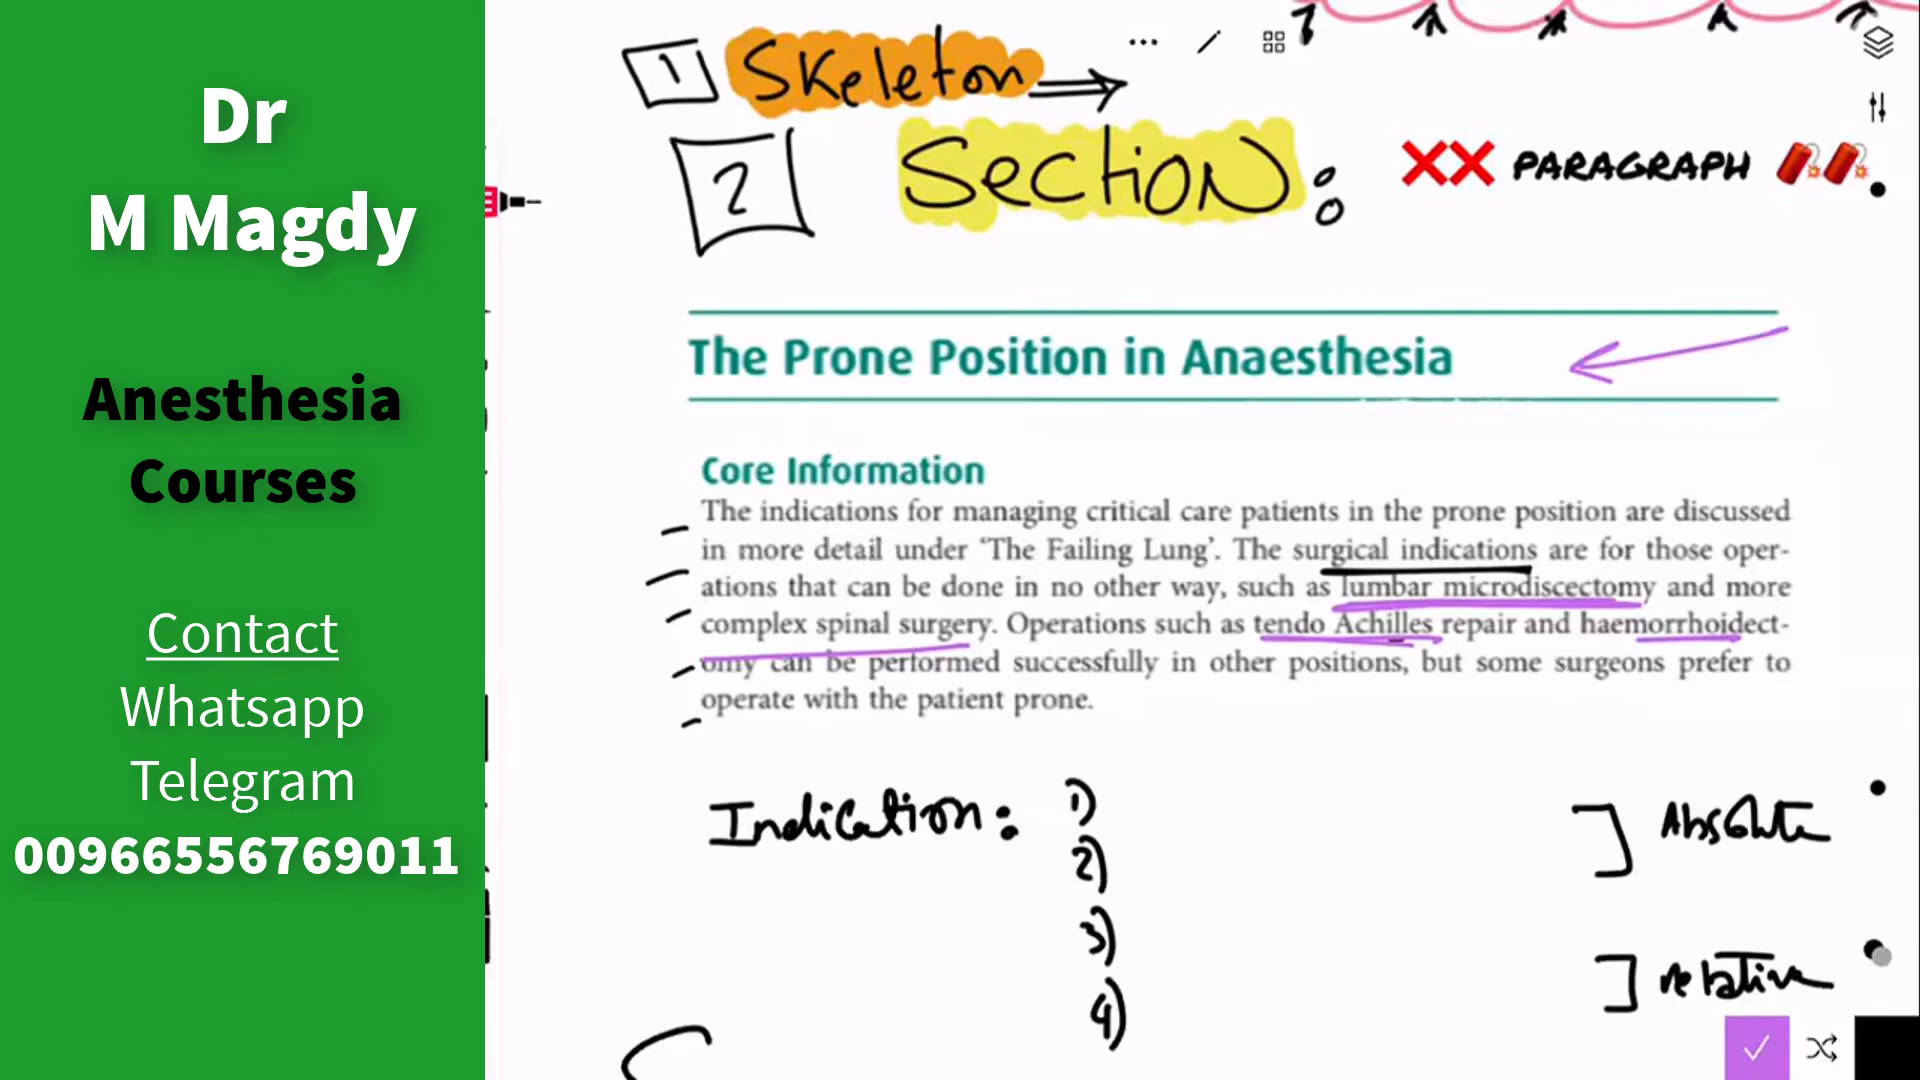 Dr
M Magdy
Anesthesia
Courses
Contact
Whatsapp
Telegram
00966556769011
1 Skeleton
2 Section:
❌❌ PARAGRAPH 🧨🧨
The Prone Position in Anaesthesia
Core Information
The indications for managing critical care patients in the prone position are discussed
in more detail under ‘The Failing Lung’. The surgical indications are for those oper-
ations that can be done in no other way, such as lumbar microdiscectomy and more
complex spinal surgery. Operations such as tendo Achilles repair and haemorrhoidect-
omy can be performed successfully in other positions, but some surgeons prefer to
operate with the patient prone.
Indication: 1)
2)
3)
4)
] Absolute
] relative